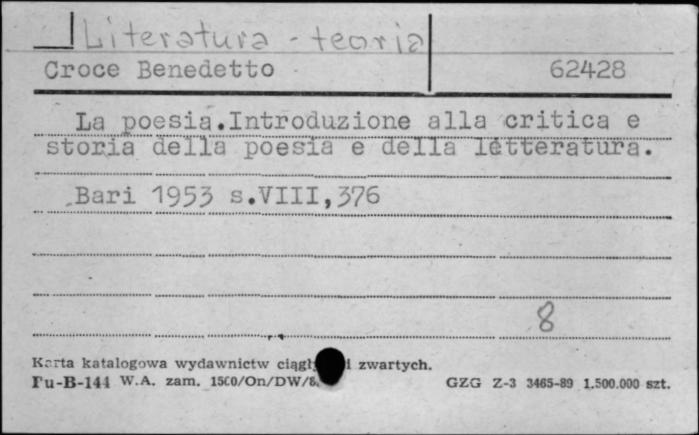 Literatura - teoria
Croce Benedetto 62428
La poesia.Introduzione alla critica e
storia della poesia e della letteratura.
Bari 1953 s.VIII,376
8
Karta katalogowa wydawnictw i zwartych.
Pu-B-144 W.A. zam. 1500/On/DW/8 GZG Z-3 3465-89 1.500.000 szt.